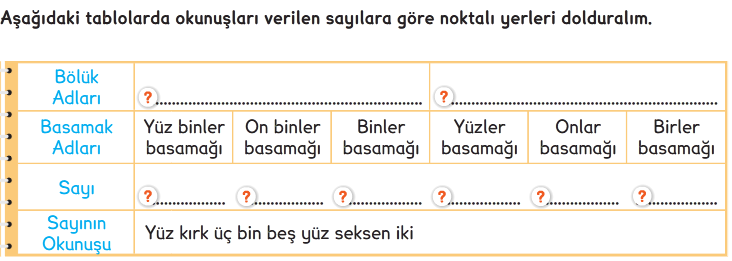 Aşağıdaki tablolarda okunuşları verilen sayılara göre noktalı yerleri dolduralım.
Bölük Adları
?............................................................
?............................................................
Basamak Adları
Yüz binler basamağı
On binler basamağı
Binler basamağı
Yüzler basamağı
Onlar basamağı
Birler basamağı
Sayı
?..................
?..................
?..................
?..................
?..................
?..................
Sayının Okunuşu
Yüz kırk üç bin beş yüz seksen iki